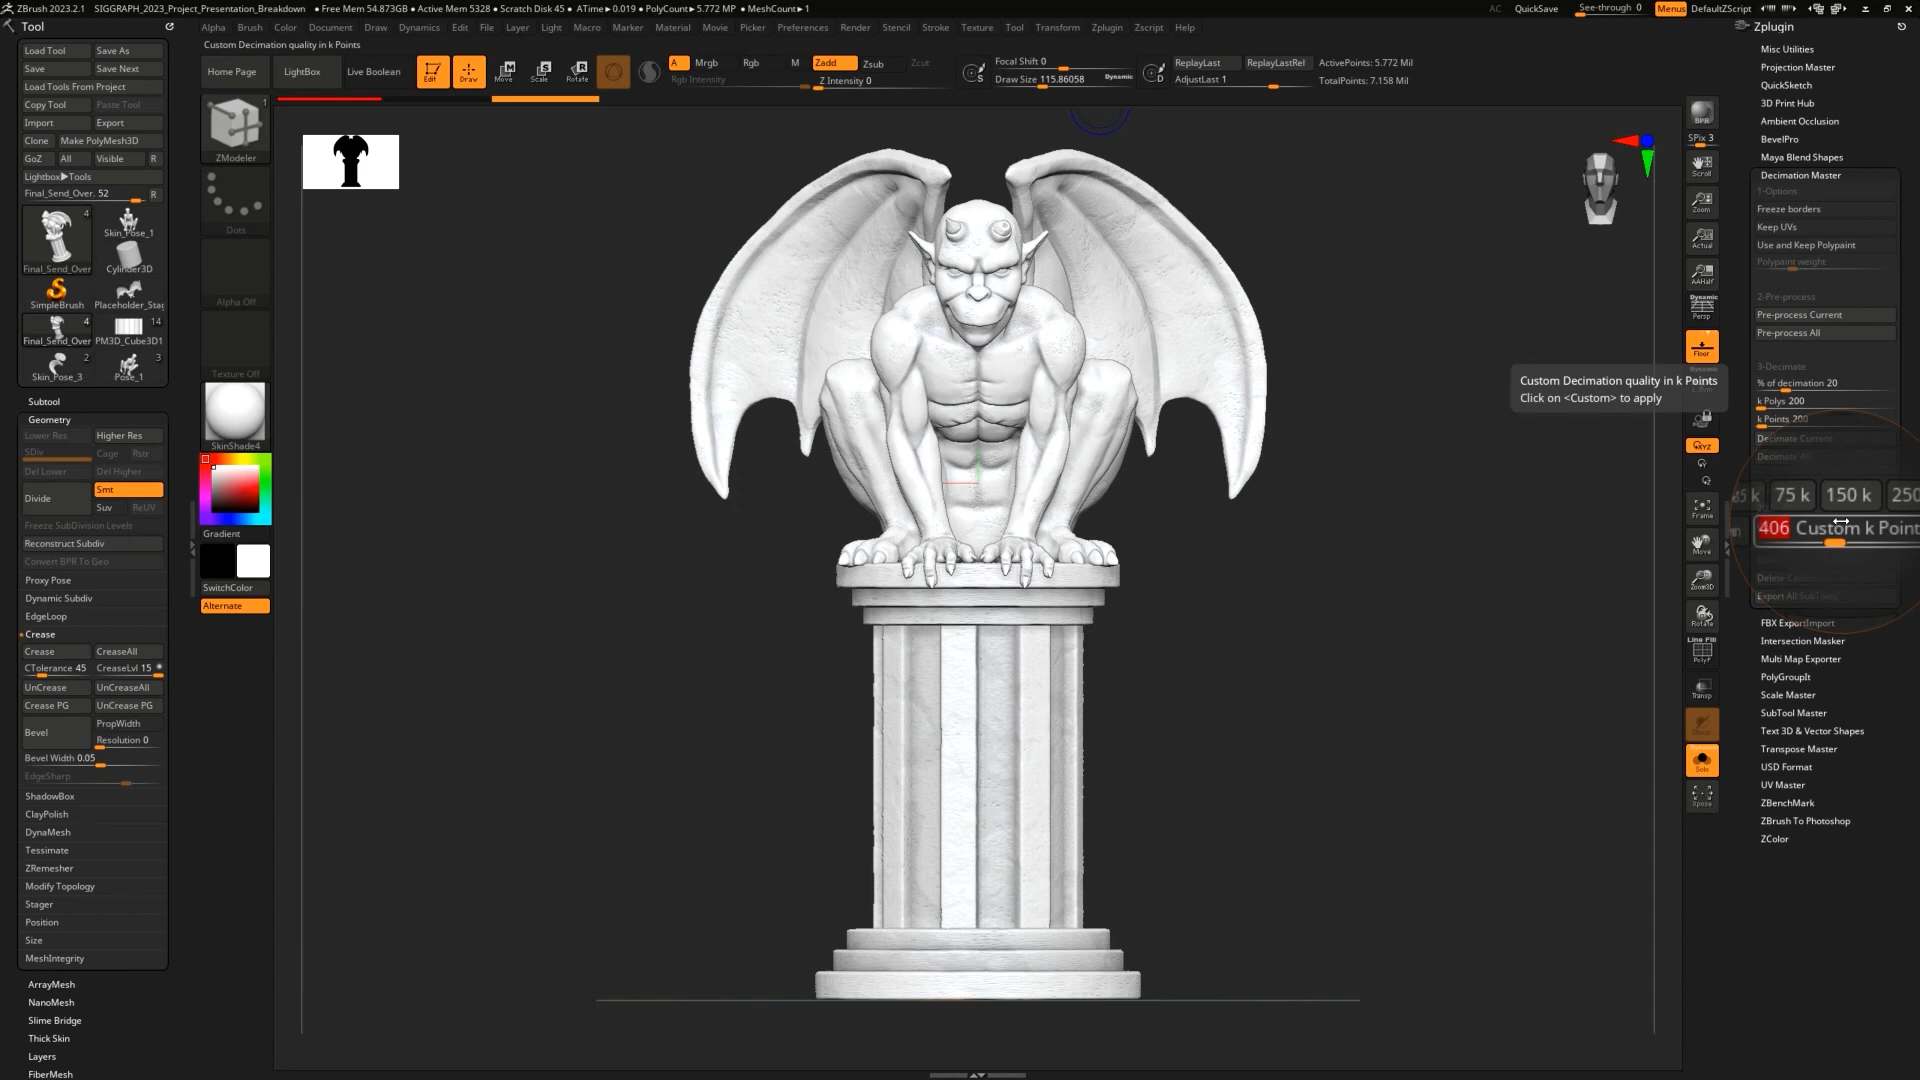 ZBrush 2023.2.1 SIGGRAPH_2023_Project_Presentation_Breakdown • Free Mem 54.873GB • Active Mem 5328 • Scratch Disk 45 • ATime▶0.019 • PolyCount▶5.772 MP • MeshCount▶1 AC QuickSave See-through 0 Menus DefaultZScript
Tool
Alpha Brush Color Document Draw Dynamics Edit File Layer Light Macro Marker Material Movie Picker Preferences Render Stencil Stroke Texture Tool Transform Zplugin Zscript Help
Custom Decimation quality in k Points
Home Page LightBox Live Boolean Edit Draw Move Scale Rotate
A Mrgb Rgb M Zadd Zsub Zcut
Rgb Intensity Z Intensity 0
Focal Shift 0
Draw Size 115.86058 Dynamic
ReplayLast ReplayLastRel ActivePoints: 5.772 Mil
AdjustLast 1 TotalPoints: 7.158 Mil
Load Tool Save As
Save Save Next
Load Tools From Project
Copy Tool Paste Tool
Import Export
Clone Make PolyMesh3D
GoZ All Visible R
Lightbox▶Tools
Final_Send_Over. 52 R
4
Skin_Pose_1
Final_Send_Over Cylinder3D
SimpleBrush Placeholder_Stag
4 14
Final_Send_Over PM3D_Cube3D1
2 3
Skin_Pose_3 Pose_1
Subtool
Geometry
Lower Res Higher Res
SDiv Cage Rstr
Del Lower Del Higher
Divide Smt
Suv ReUV
Freeze SubDivision Levels
Reconstruct Subdiv
Convert BPR To Geo
Proxy Pose
Dynamic Subdiv
EdgeLoop
Crease
Crease CreaseAll
CTolerance 45 CreaseLvl 15
UnCrease UnCreaseAll
Crease PG UnCrease PG
Bevel PropWidth
Resolution 0
Bevel Width 0.05
EdgeSharp
ShadowBox
ClayPolish
DynaMesh
Tessimate
ZRemesher
Modify Topology
Stager
Position
Size
MeshIntegrity
ArrayMesh
NanoMesh
Slime Bridge
Thick Skin
Layers
FiberMesh
1
ZModeler
Dots
Alpha Off
Texture Off
SkinShade4
Gradient
SwitchColor
Alternate
BPR
SPix 3
Scroll
Zoom
Actual
AAHalf
Dynamic
Persp
Floor
Dynamic
XYZ
Frame
Move
Zoom3D
Rotate
Line Fill
PolyF
Transp
Ghost
Dynamic
Solo
Xpose
Custom Decimation quality in k Points
Click on <Custom> to apply
Zplugin
Misc Utilities
Projection Master
QuickSketch
3D Print Hub
Ambient Occlusion
BevelPro
Maya Blend Shapes
Decimation Master
1-Options
Freeze borders
Keep UVs
Use and Keep Polypaint
Polypaint weight
2-Pre-process
Pre-process Current
Pre-process All
3-Decimate
% of decimation 20
k Polys 200
k Points 200
Decimate Current
Decimate All
35 k 75 k 150 k 250
406 Custom k Point
Export All SubTools
FBX ExportImport
Intersection Masker
Multi Map Exporter
PolyGroupIt
Scale Master
SubTool Master
Text 3D & Vector Shapes
Transpose Master
USD Format
UV Master
ZBenchMark
ZBrush To Photoshop
ZColor